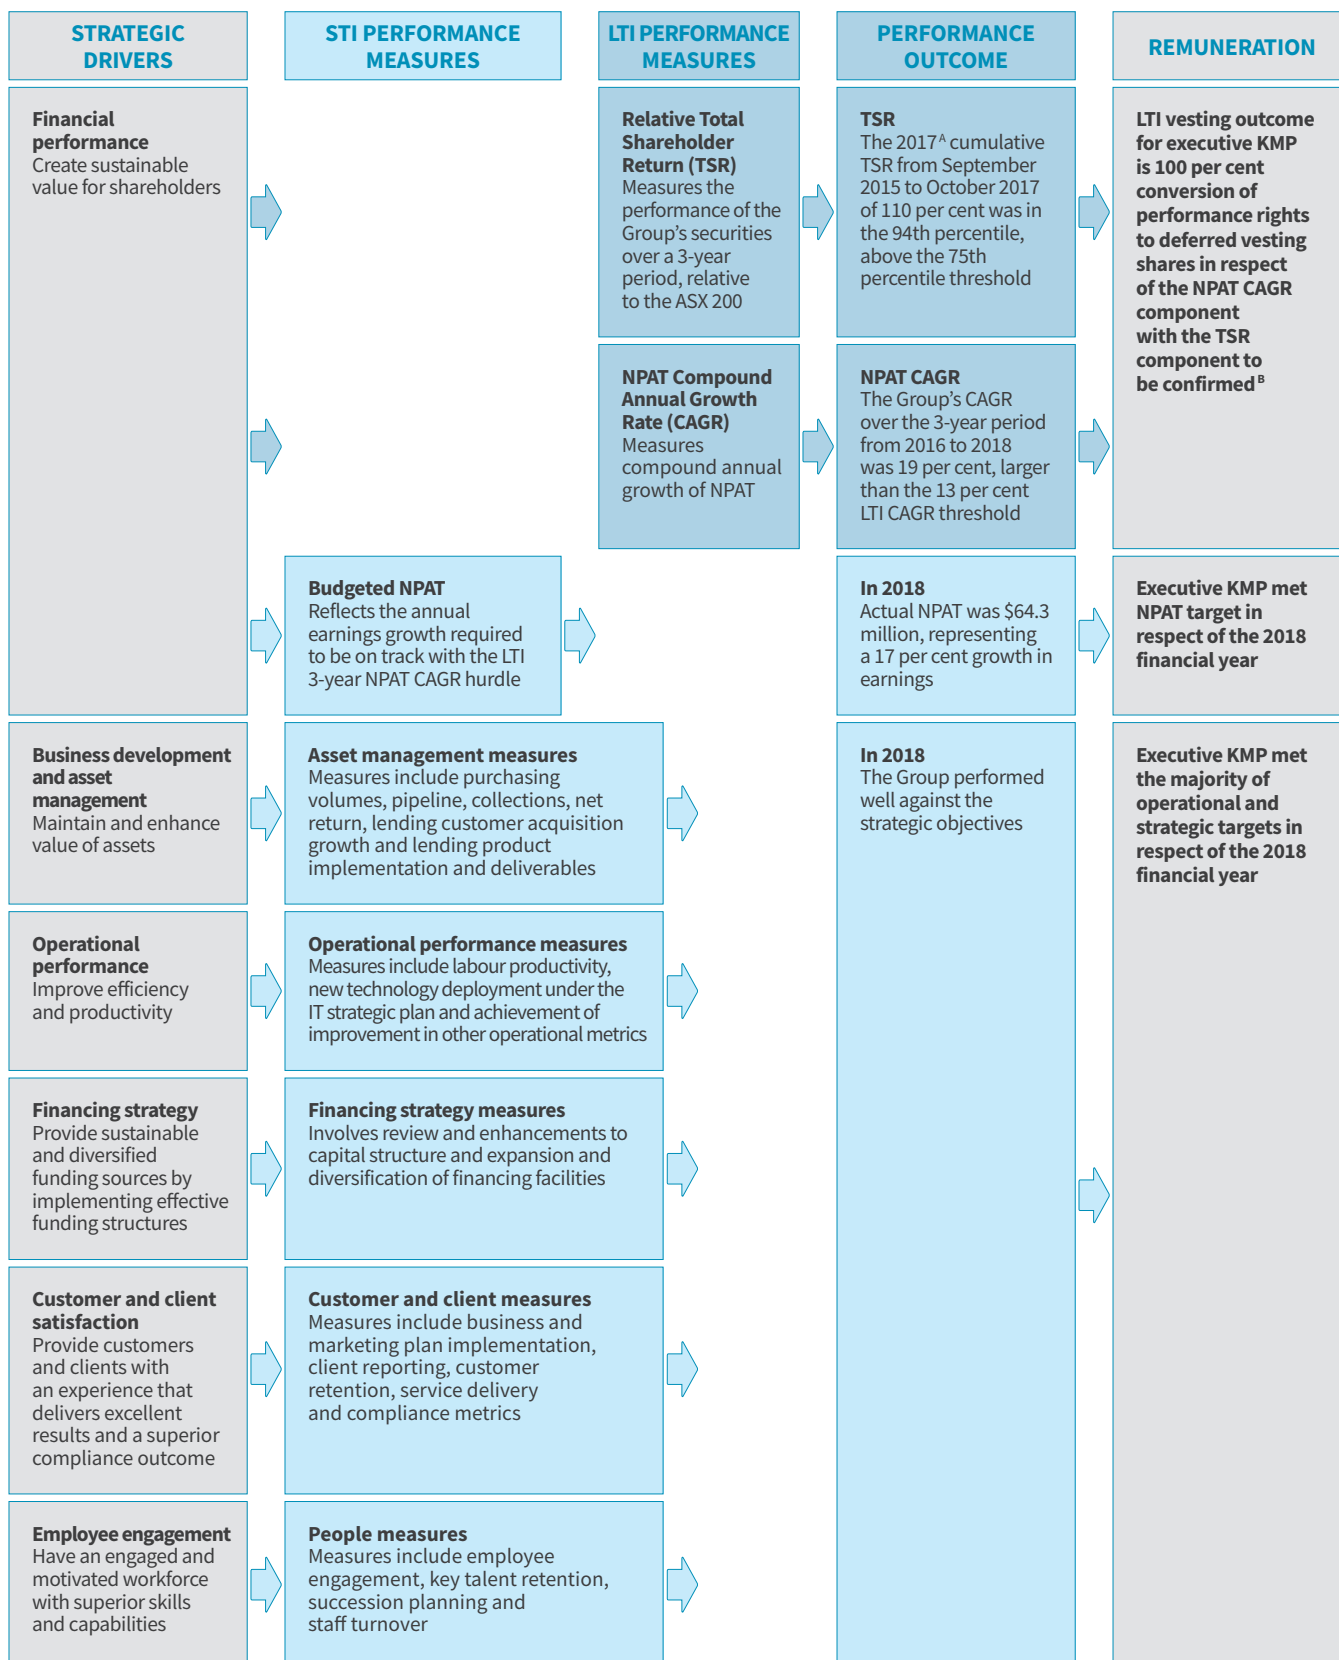 STRATEGIC
DRIVERS
STI PERFORMANCE
MEASURES
LTI PERFORMANCE
MEASURES
PERFORMANCE
OUTCOME
REMUNERATION
Financial
performance
Create sustainable
value for shareholders
Relative Total
Shareholder
Return (TSR)
Measures the
performance of the
Group’s securities
over a 3-year
period, relative
to the ASX 200
TSR
The 2017ᴬ cumulative
TSR from September
2015 to October 2017
of 110 per cent was in
the 94th percentile,
above the 75th
percentile threshold
LTI vesting outcome
for executive KMP
is 100 per cent
conversion of
performance rights
to deferred vesting
shares in respect
of the NPAT CAGR
component
with the TSR
component to
be confirmedᴮ
NPAT Compound
Annual Growth
Rate (CAGR)
Measures
compound annual
growth of NPAT
NPAT CAGR
The Group’s CAGR
over the 3-year period
from 2016 to 2018
was 19 per cent, larger
than the 13 per cent
LTI CAGR threshold
Budgeted NPAT
Reflects the annual
earnings growth required
to be on track with the LTI
3-year NPAT CAGR hurdle
In 2018
Actual NPAT was $64.3
million, representing
a 17 per cent growth in
earnings
Executive KMP met
NPAT target in
respect of the 2018
financial year
Business development
and asset
management
Maintain and enhance
value of assets
Asset management measures
Measures include purchasing
volumes, pipeline, collections, net
return, lending customer acquisition
growth and lending product
implementation and deliverables
In 2018
The Group performed
well against the
strategic objectives
Executive KMP met
the majority of
operational and
strategic targets in
respect of the 2018
financial year
Operational
performance
Improve efficiency
and productivity
Operational performance measures
Measures include labour productivity,
new technology deployment under the
IT strategic plan and achievement of
improvement in other operational metrics
Financing strategy
Provide sustainable
and diversified
funding sources by
implementing effective
funding structures
Financing strategy measures
Involves review and enhancements to
capital structure and expansion and
diversification of financing facilities
Customer and client
satisfaction
Provide customers
and clients with
an experience that
delivers excellent
results and a superior
compliance outcome
Customer and client measures
Measures include business and
marketing plan implementation,
client reporting, customer
retention, service delivery
and compliance metrics
Employee engagement
Have an engaged and
motivated workforce
with superior skills
and capabilities
People measures
Measures include employee
engagement, key talent retention,
succession planning and
staff turnover